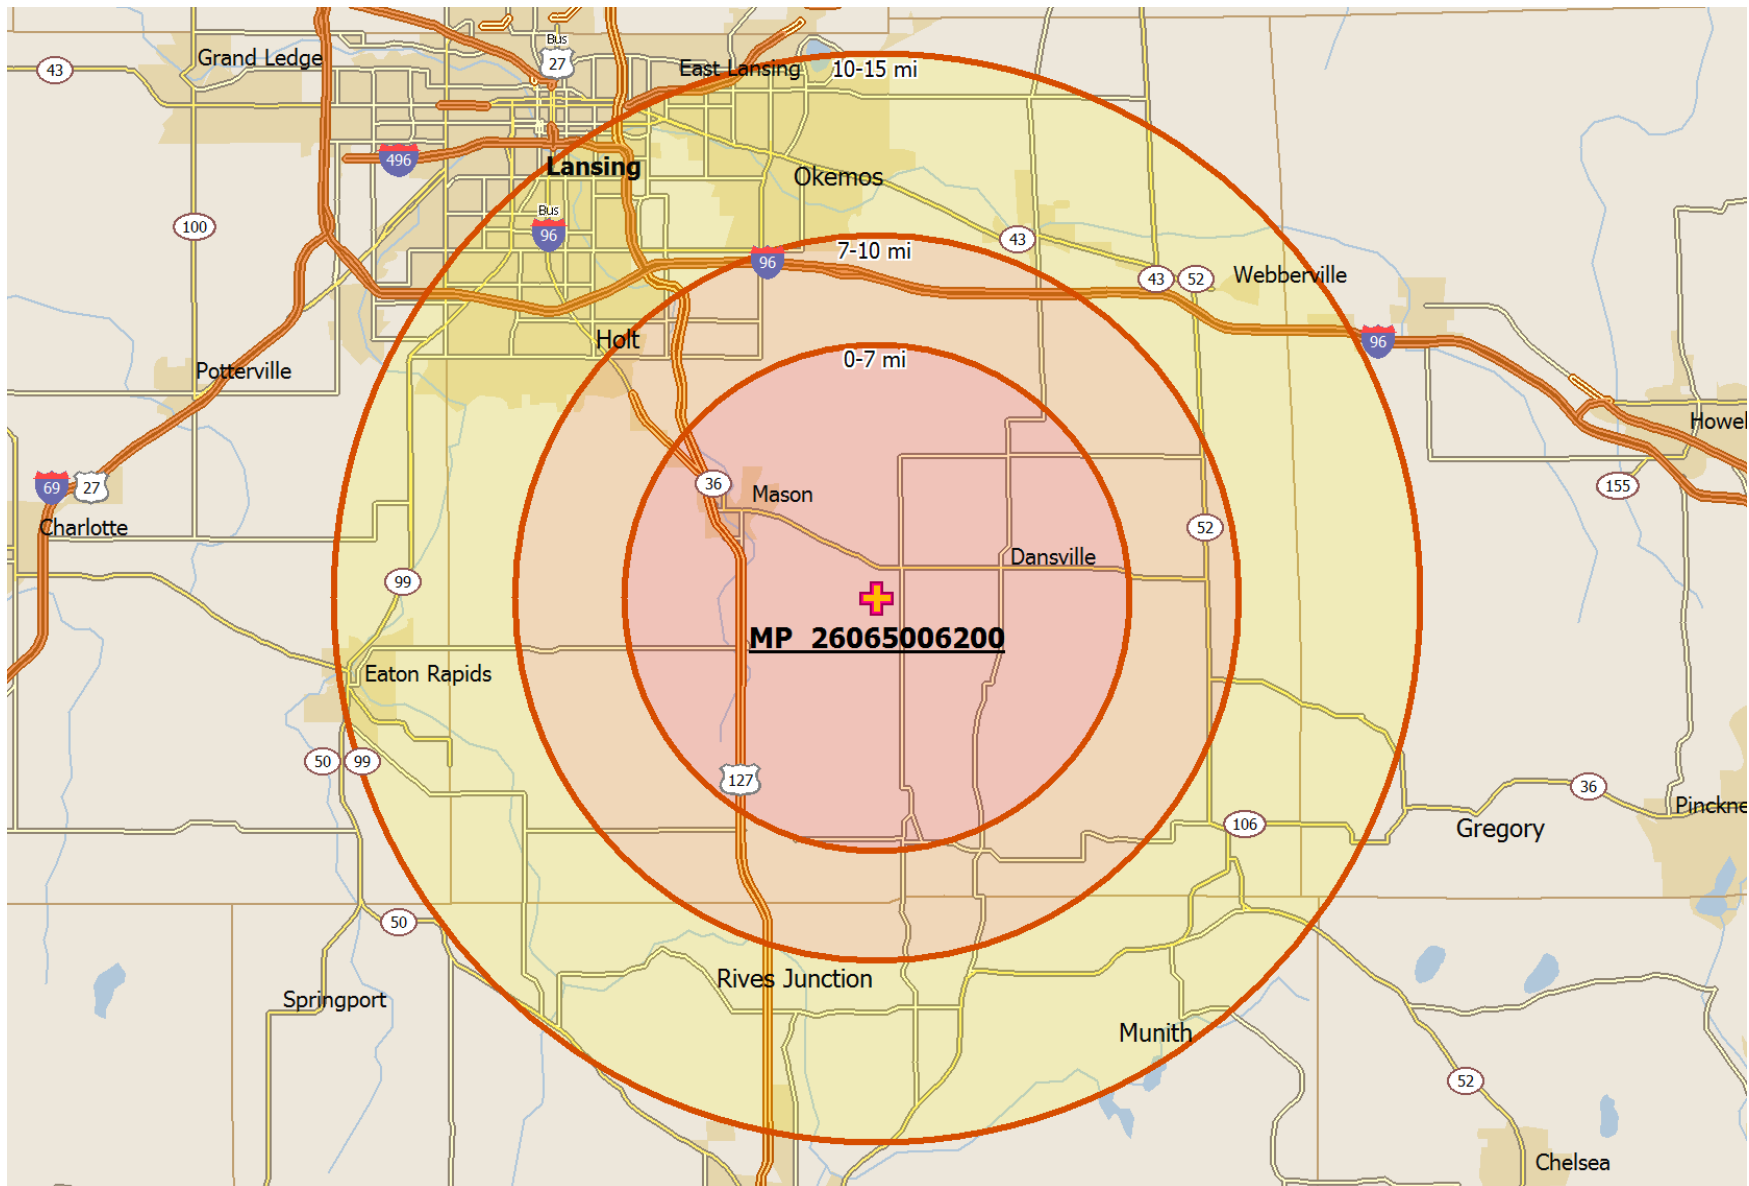 Bus
27
Grand Ledge
43
East Lansing
10-15 mi
496
Lansing
Okemos
Bus
96
100
43
7-10 mi
96
43
52
Webberville
Holt
96
0-7 mi
Potterville
Howel
36
Mason
69
27
155
Charlotte
52
Dansville
99
MP 26065006200
Eaton Rapids
50
99
127
36
Pinckne
106
Gregory
50
Rives Junction
Springport
Munith
52
Chelsea